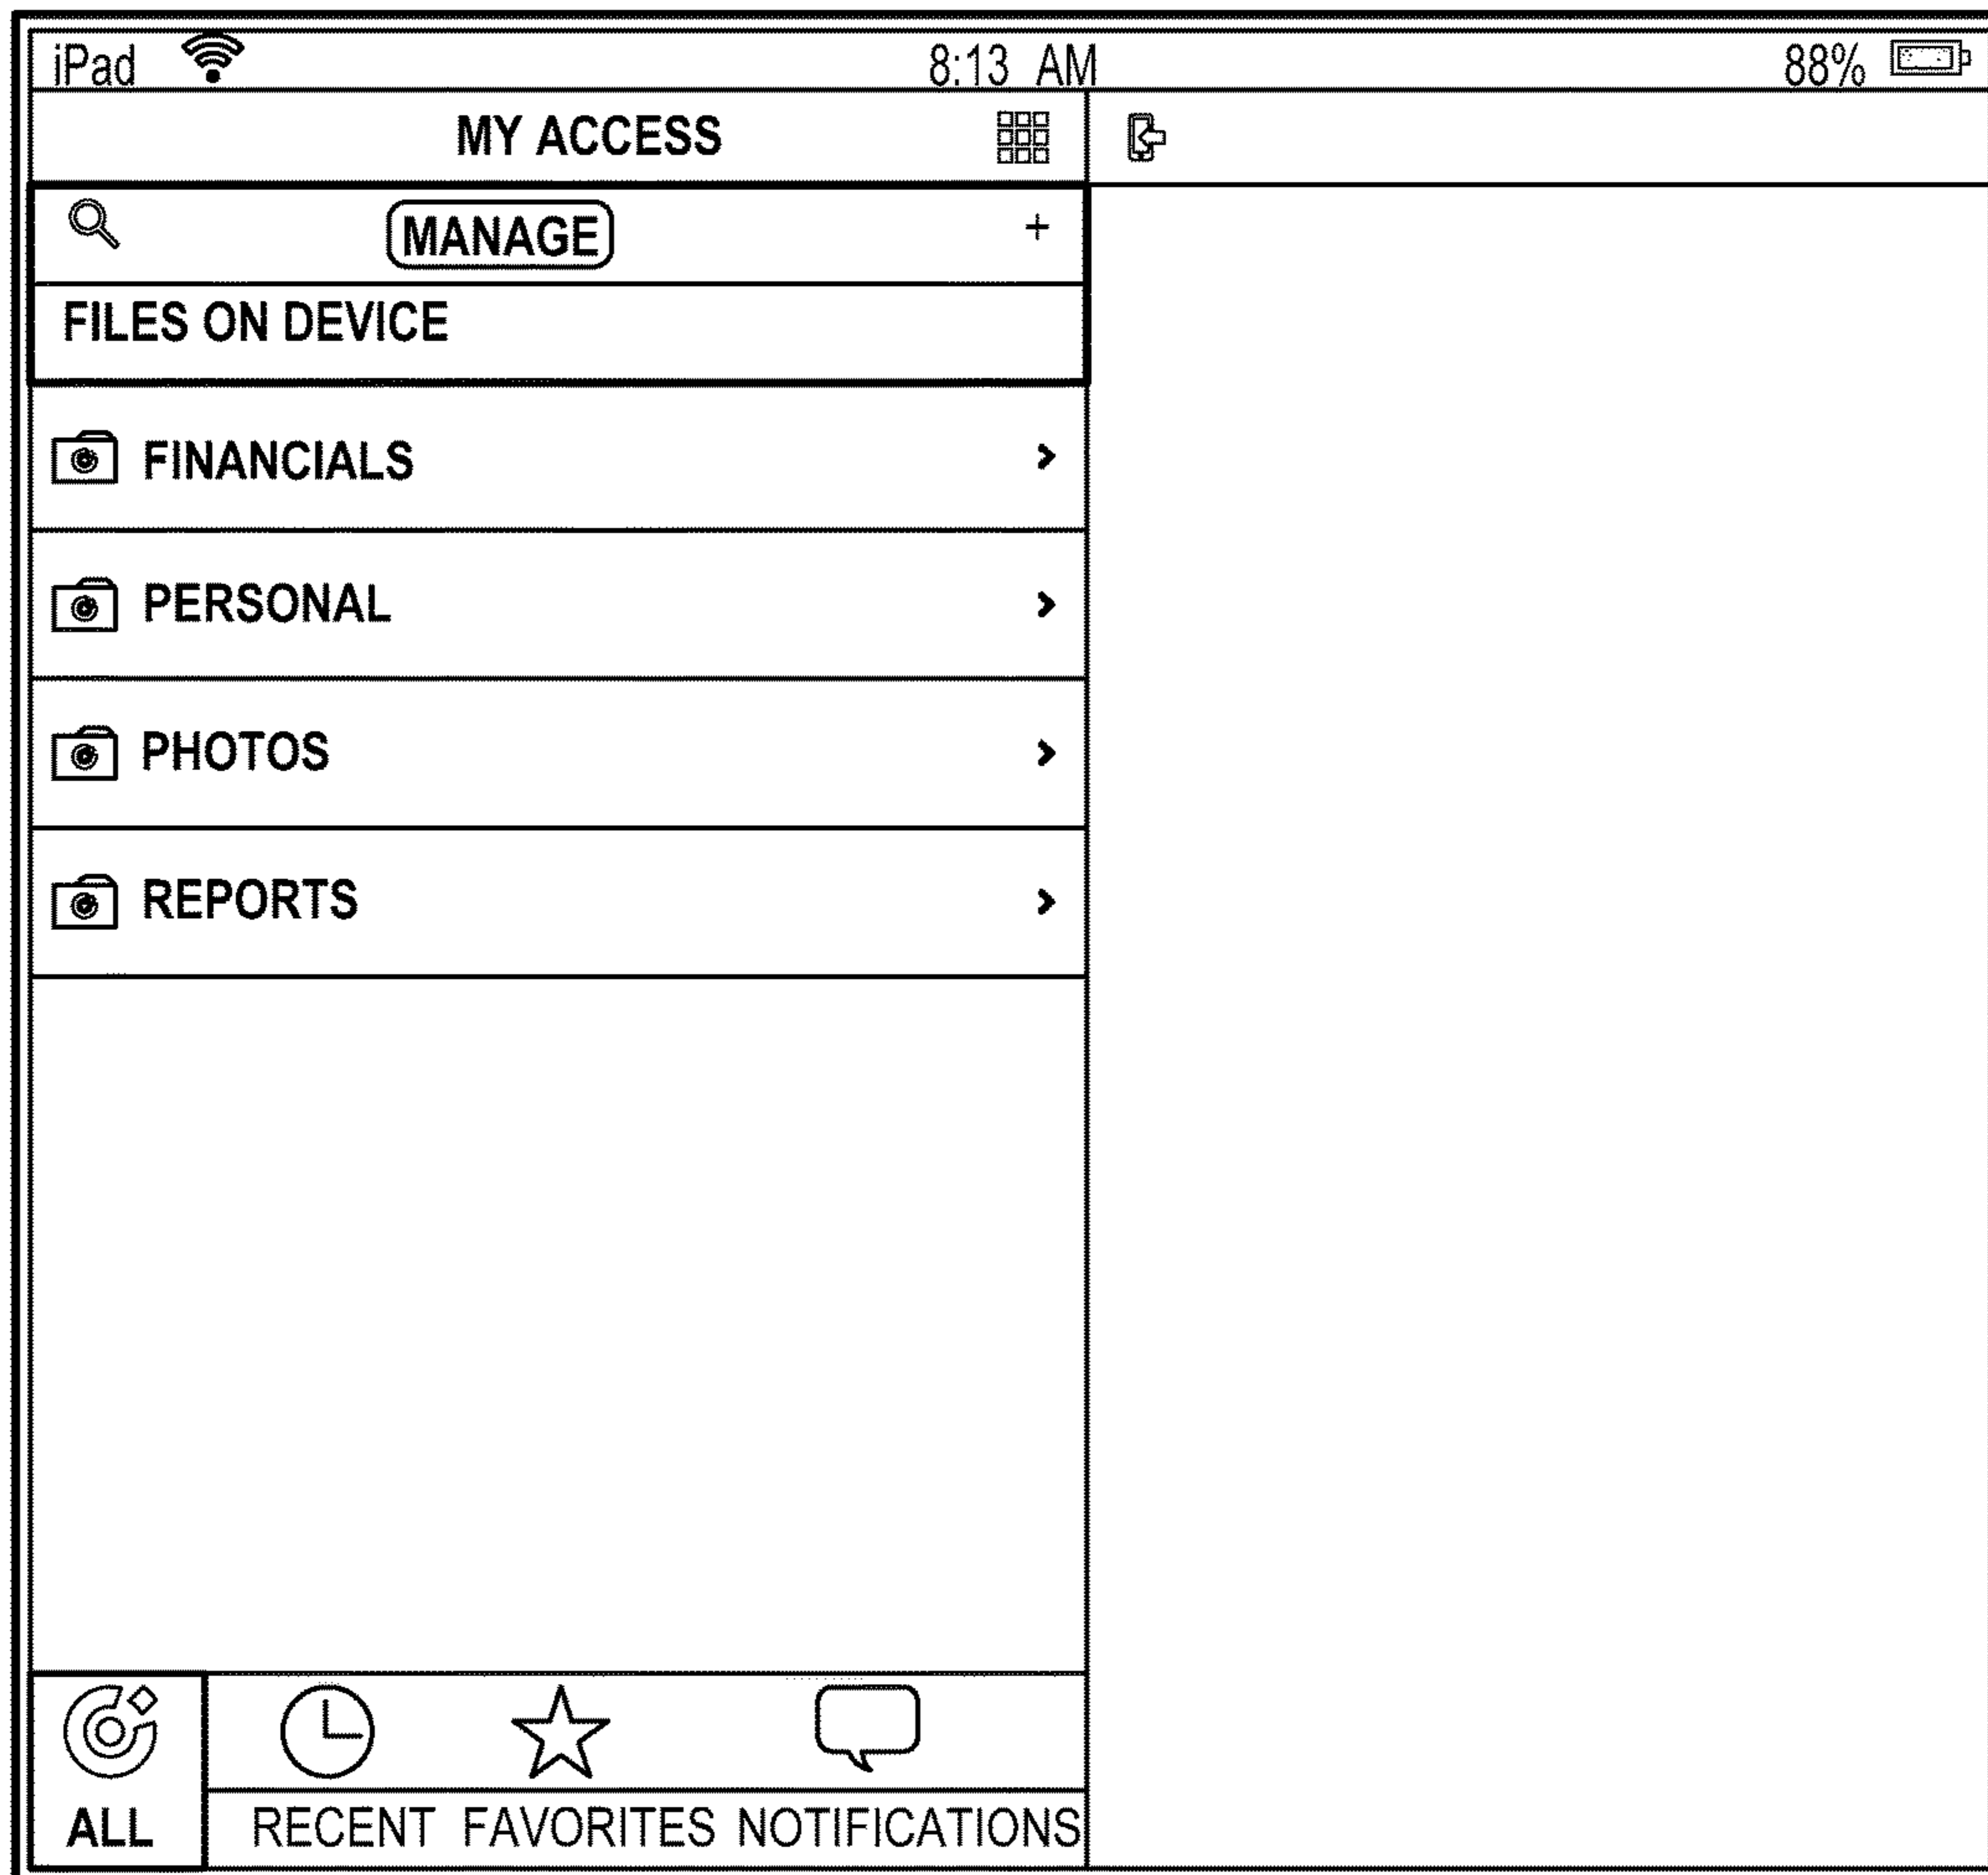 iPad 8:13 AM 88%
MY ACCESS
MANAGE +
FILES ON DEVICE
FINANCIALS
PERSONAL
PHOTOS
REPORTS
ALL RECENT FAVORITES NOTIFICATIONS